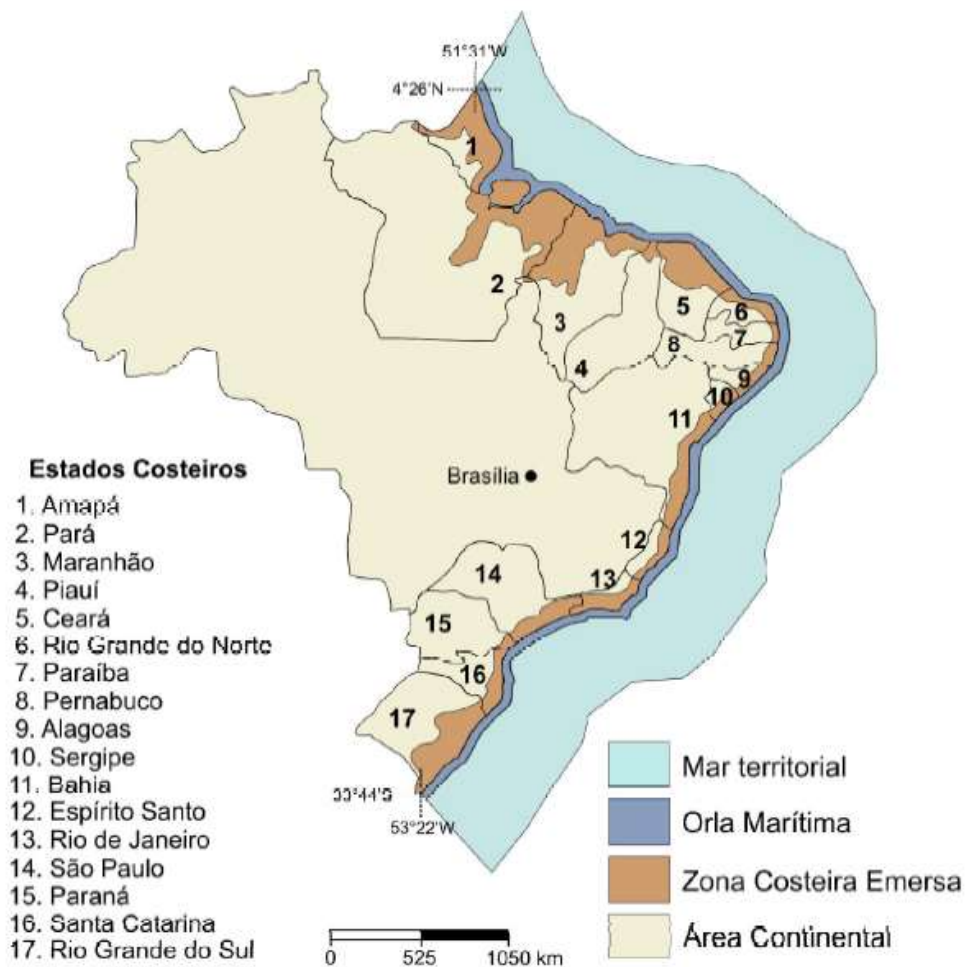 51°31'W
4°26'N
1
2
3
4
5
6
7
8
9
10
11
Brasília
12
13
14
15
16
17
33°44'S
53°22'W
Estados Costeiros
1. Amapá
2. Pará
3. Maranhão
4. Piauí
5. Ceará
6. Rio Grande do Norte
7. Paraíba
8. Pernabuco
9. Alagoas
10. Sergipe
11. Bahia
12. Espírito Santo
13. Rio de Janeiro
14. São Paulo
15. Paraná
16. Santa Catarina
17. Rio Grande do Sul
Mar territorial
Orla Marítima
Zona Costeira Emersa
Área Continental
0 525 1050 km